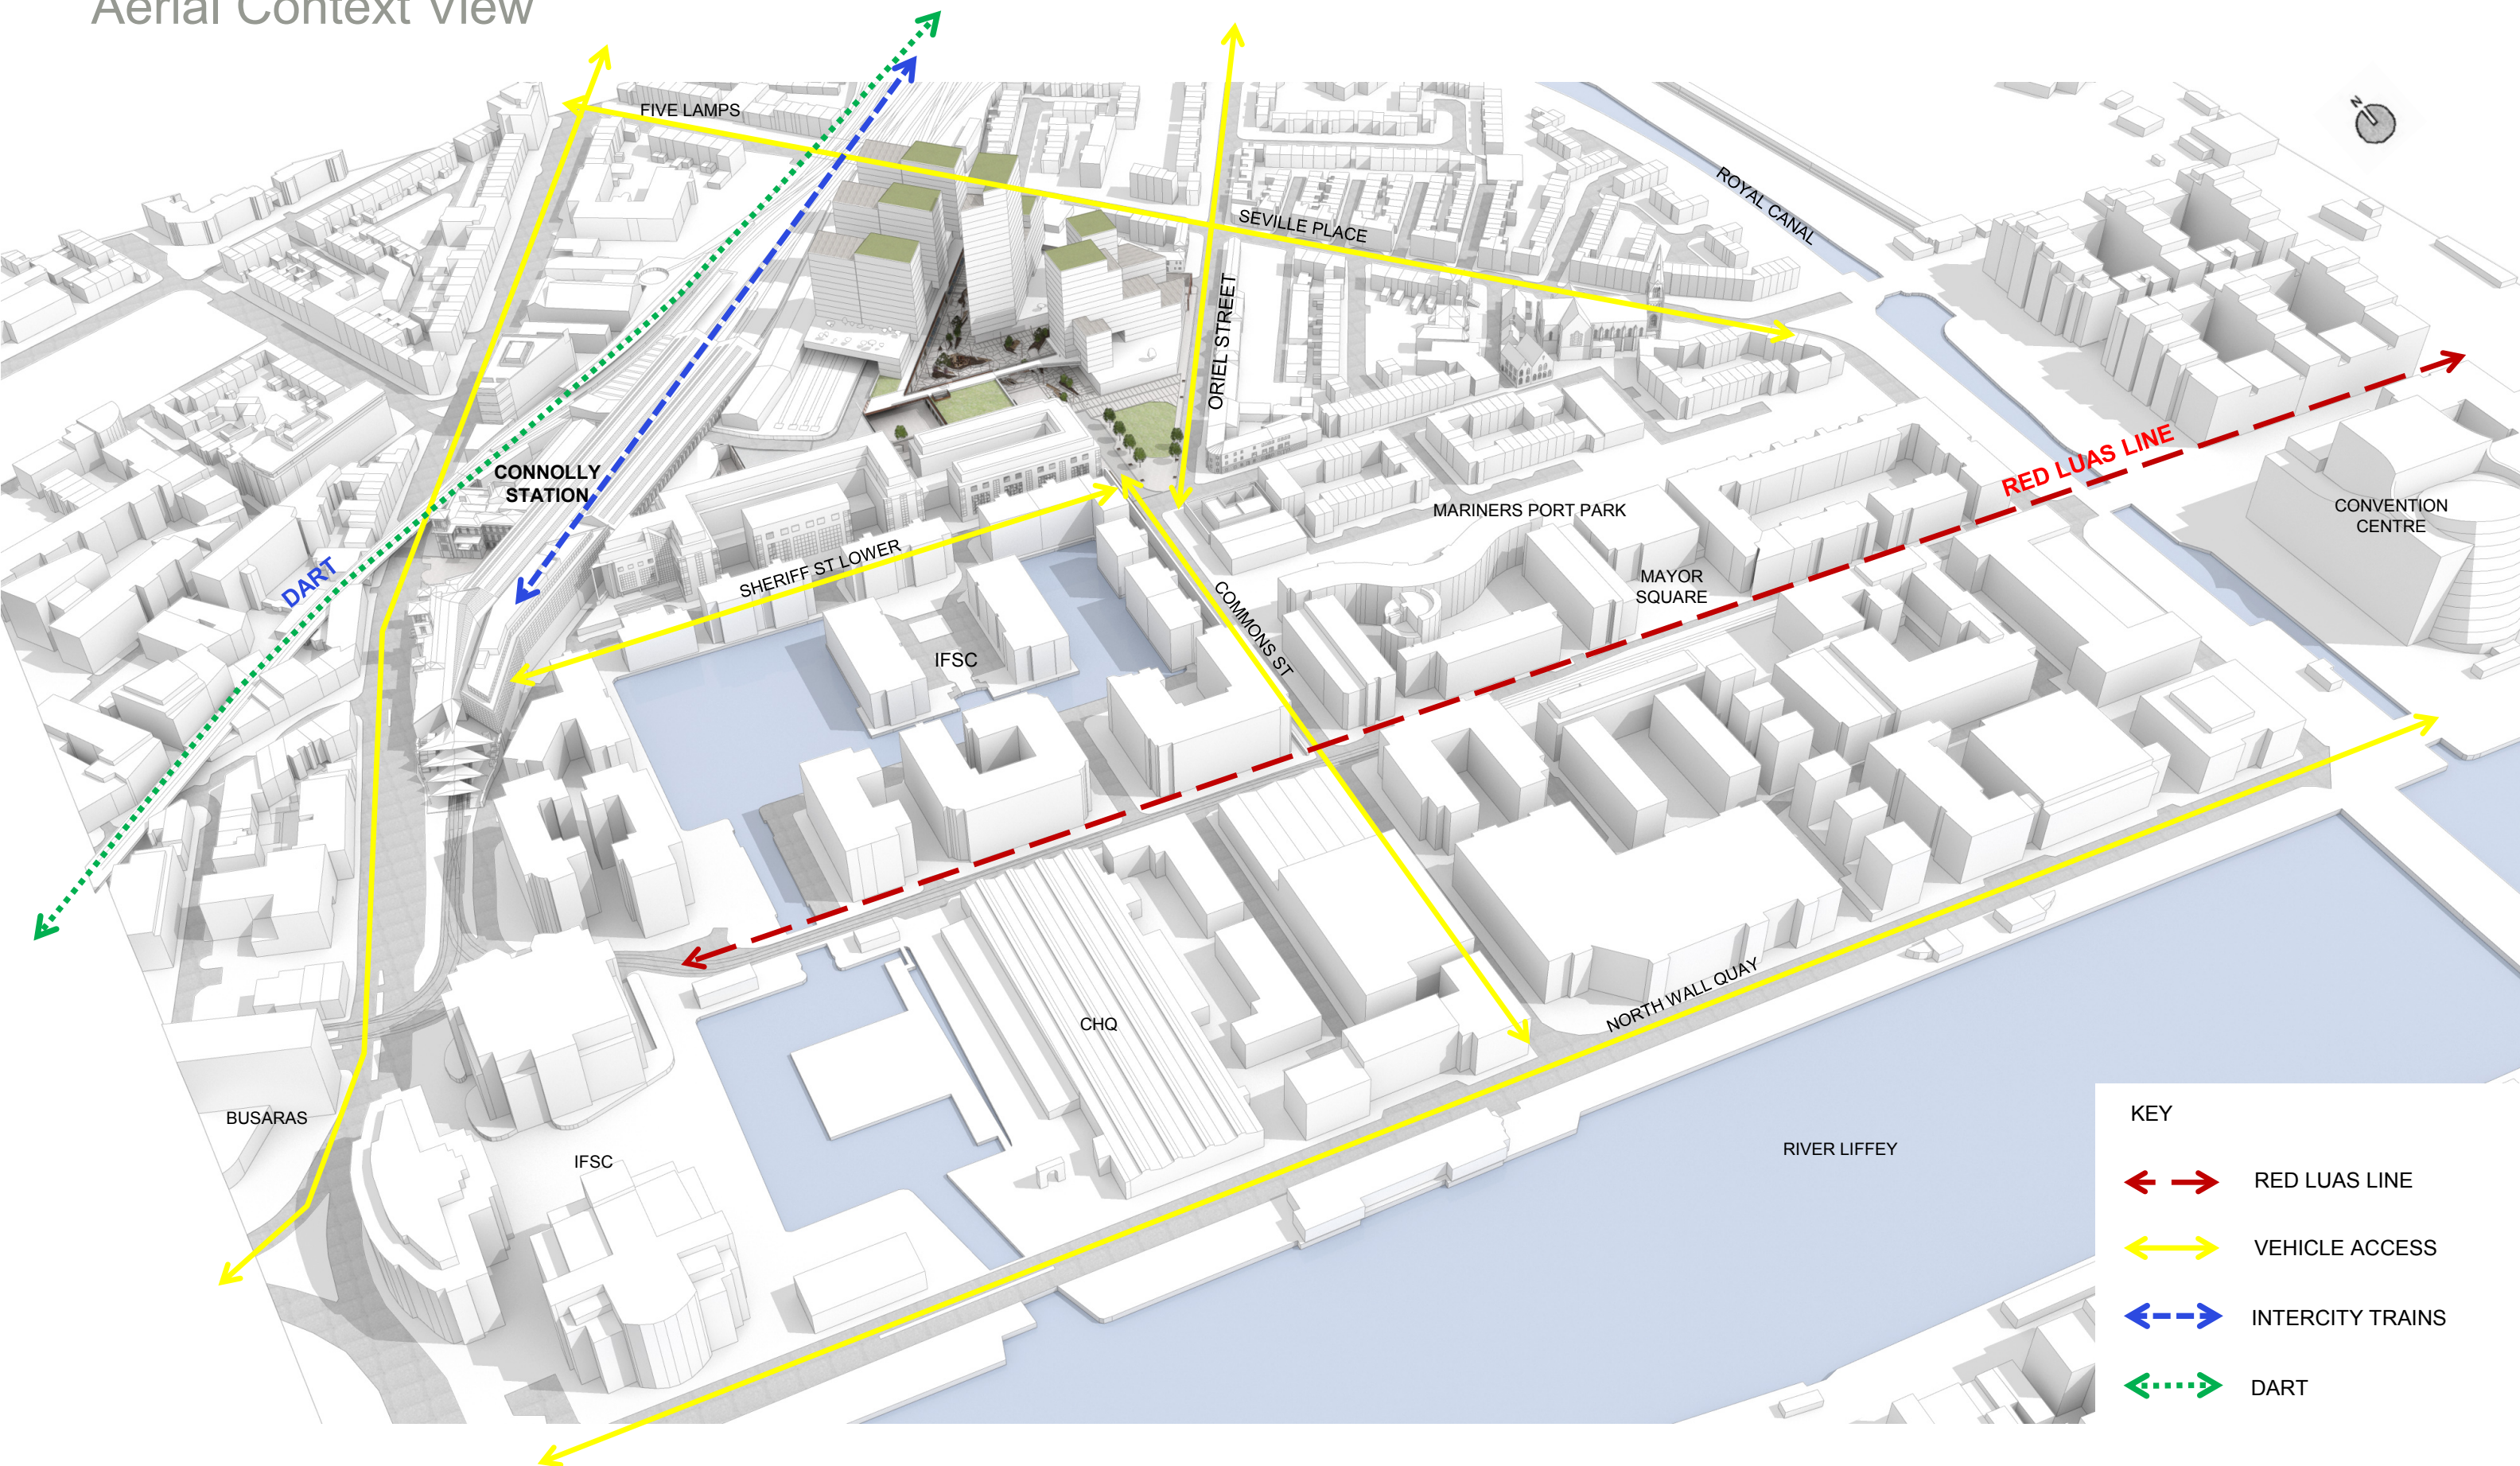 Aerial Context View
FIVE LAMPS
N
ROYAL CANAL
SEVILLE PLACE
ORIEL STREET
RED LUAS LINE
CONNOLLY
STATION
CONVENTION
CENTRE
MARINERS PORT PARK
DART
SHERIFF ST LOWER
MAYOR
SQUARE
COMMONS ST
IFSC
NORTH WALL QUAY
CHQ
BUSARAS
IFSC
RIVER LIFFEY
KEY
RED LUAS LINE
VEHICLE ACCESS
INTERCITY TRAINS
DART